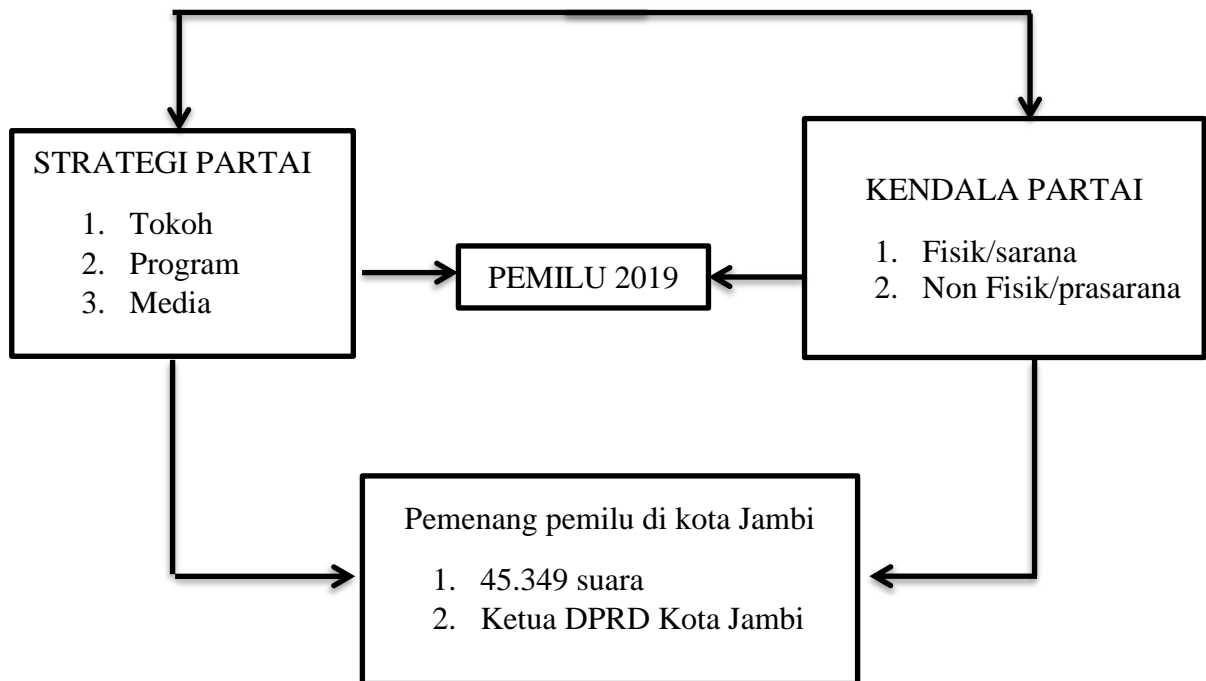 STRATEGI PARTAI
1. Tokoh
2. Program
3. Media
PEMILU 2019
KENDALA PARTAI
1. Fisik/sarana
2. Non Fisik/prasarana
Pemenang pemilu di kota Jambi
1. 45.349 suara
2. Ketua DPRD Kota Jambi